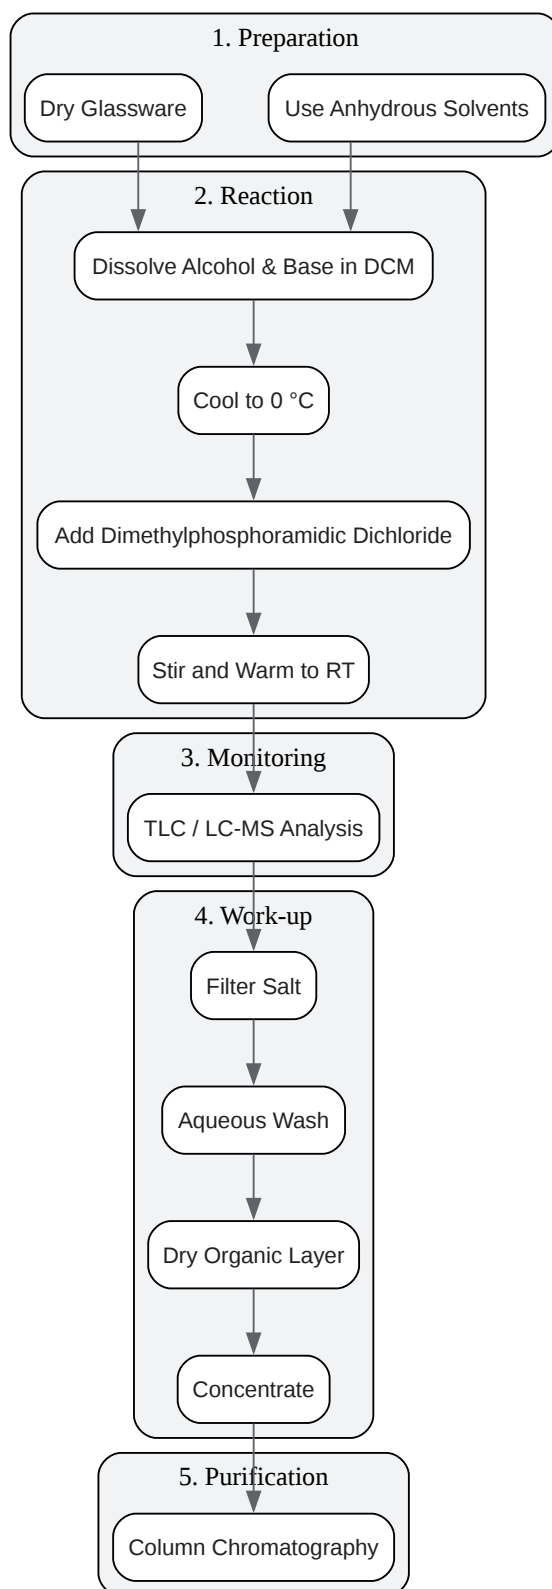 1. Preparation
Dry Glassware
Use Anhydrous Solvents
2. Reaction
Dissolve Alcohol & Base in DCM
Cool to 0 °C
Add Dimethylphosphoramidic Dichloride
Stir and Warm to RT
3. Monitoring
TLC / LC-MS Analysis
4. Work-up
Filter Salt
Aqueous Wash
Dry Organic Layer
Concentrate
5. Purification
Column Chromatography